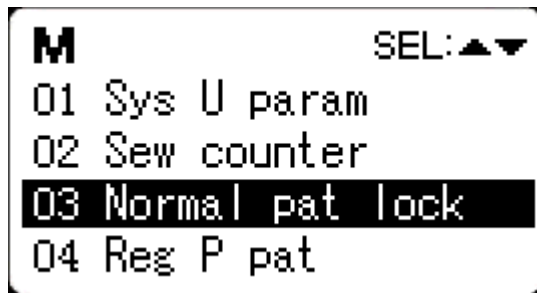 M SEL:▲▼
01 Sys U param
02 Sew counter
03 Normal pat lock
04 Reg P pat